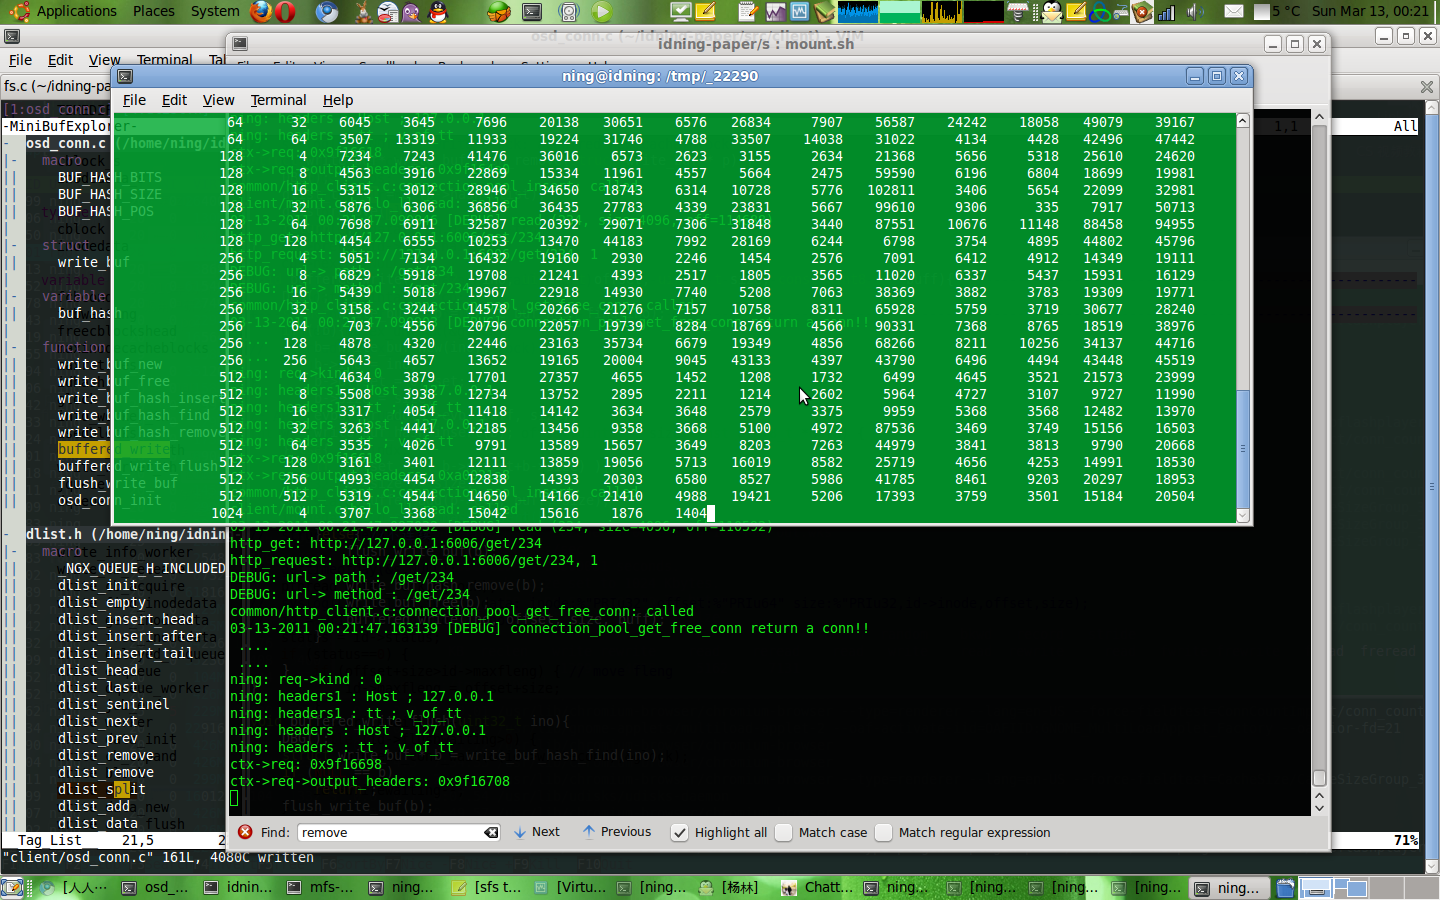 Applications Places System
5 °C Sun Mar 13, 00:21
idning-paper/s : mount.sh
File Edit View Terminal
fs.c (~/idning-pa
ning@idning: /tmp/_22290
File Edit View Terminal Help
64 32 6045 3645 7696 20138 30651 6576 26834 7907 56587 24242 18058 49079 39167
64 64 3507 13319 11933 19224 31746 4788 33507 14038 31022 4134 4428 42496 47442
128 4 7234 7243 41476 36016 6573 2623 3155 2634 21368 5656 5318 25610 24620
128 8 4563 3916 22869 15334 11961 4557 5664 2475 59590 6196 6804 18699 19981
128 16 5315 3012 28946 34650 18743 6314 10728 5776 102811 3406 5654 22099 32981
128 32 5876 6306 36856 36435 27783 4339 23831 5667 99610 9306 335 7917 50713
128 64 7698 6911 32587 20392 29071 7306 31848 3440 87551 10676 11148 88458 94955
128 128 4454 6555 10253 13470 44183 7992 28169 6244 6798 3754 4895 44802 45796
256 4 5051 7134 16432 19160 2930 2246 1454 2576 7091 6412 4912 14349 19111
256 8 6829 5918 19708 21241 4393 2517 1805 3565 11020 6337 5437 15931 16129
256 16 5439 5018 19967 22918 14930 7740 5208 7063 38369 3882 3783 19309 19771
256 32 3158 3244 14578 20266 21276 7157 10758 8311 65928 5759 3719 30677 28240
256 64 703 4556 20796 22057 19739 8284 18769 4566 90331 7368 8765 18519 38976
256 128 4878 4320 22446 23163 35734 6679 19349 4856 68266 8211 10256 34137 44716
256 256 5643 4657 13652 19165 20004 9045 43133 4397 43790 6496 4494 43448 45519
512 4 4634 3879 17701 27357 4655 1452 1208 1732 6499 4645 3521 21573 23999
512 8 5508 3938 12734 13752 2895 2211 1214 2602 5964 4727 3107 9727 11990
512 16 3317 4054 11418 14142 3634 3648 2579 3375 9959 5368 3568 12482 13970
512 32 3263 4441 12185 13456 9358 3668 5100 4972 87536 3469 3749 15156 16503
512 64 3535 4026 9791 13589 15657 3649 8203 7263 44979 3841 3813 9790 20668
512 128 3161 3401 12111 13859 19056 5713 16019 8582 25719 4656 4253 14991 18530
512 256 4993 4454 12838 14393 20303 6580 8527 5986 41785 8461 9203 20297 18953
512 512 5319 4544 14650 14166 21410 4988 19421 5206 17393 3759 3501 15184 20504
1024 4 3707 3368 15042 15616 1876 1404
1,1 All
[1:osd_conn.c
-MiniBufExplorer-
osd_conn.c (/home/ning/id
macro
BUF_HASH_BITS
BUF_HASH_SIZE
BUF_HASH_POS
struct
write_buf
variable
buf_hash
function
write_buf_new
write_buf_free
write_buf_hash_insert
write_buf_hash_find
write_buf_hash_remove
buffered_write
buffered_write_flush
flush_write_buf
osd_conn_init
dlist.h (/home/ning/idnin
macro
_NGX_QUEUE_H_INCLUDED
dlist_init
dlist_empty
dlist_insert_head
dlist_insert_after
dlist_insert_tail
dlist_head
dlist_last
dlist_sentinel
dlist_next
dlist_prev
dlist_remove
dlist_remove
dlist_split
dlist_add
dlist_data
Tag List 21,5
"client/osd_conn.c" 161L, 4080C written
71%
http_get: http://127.0.0.1:6006/get/234
http_request: http://127.0.0.1:6006/get/234, 1
DEBUG: url-> path : /get/234
DEBUG: url-> method : /get/234
common/http_client.c:connection_pool_get_free_conn: called
03-13-2011 00:21:47.163139 [DEBUG] connection_pool_get_free_conn return a conn!!
....
....
ning: req->kind : 0
ning: headers1 : Host ; 127.0.0.1
ning: headers1 : tt ; v_of_tt
ning: headers : Host ; 127.0.0.1
ning: headers : tt ; v_of_tt
ctx->req: 0x9f16698
ctx->req->output_headers: 0x9f16708
Find: remove Next Previous Highlight all Match case Match regular expression
[人人··· osd_... idnin... mfs-... ning... [sfs t... [Virtu... [ning... [杨林] Chatt... ning... [ning... [ning... [ning... ning...